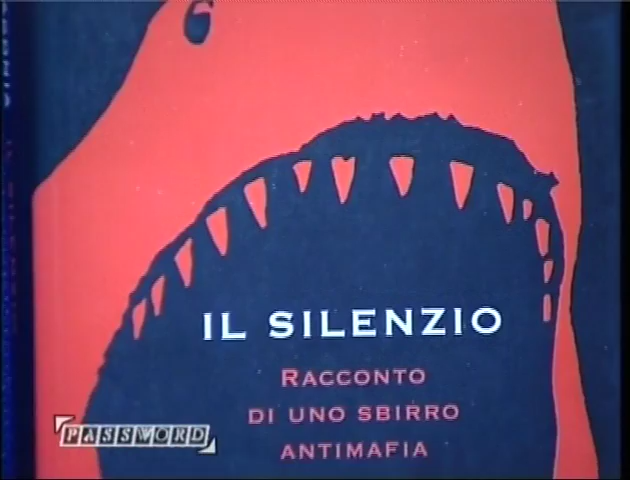 IL SILENZIO
RACCONTO
DI UNO SBIRRO
ANTIMAFIA
PASSWORD